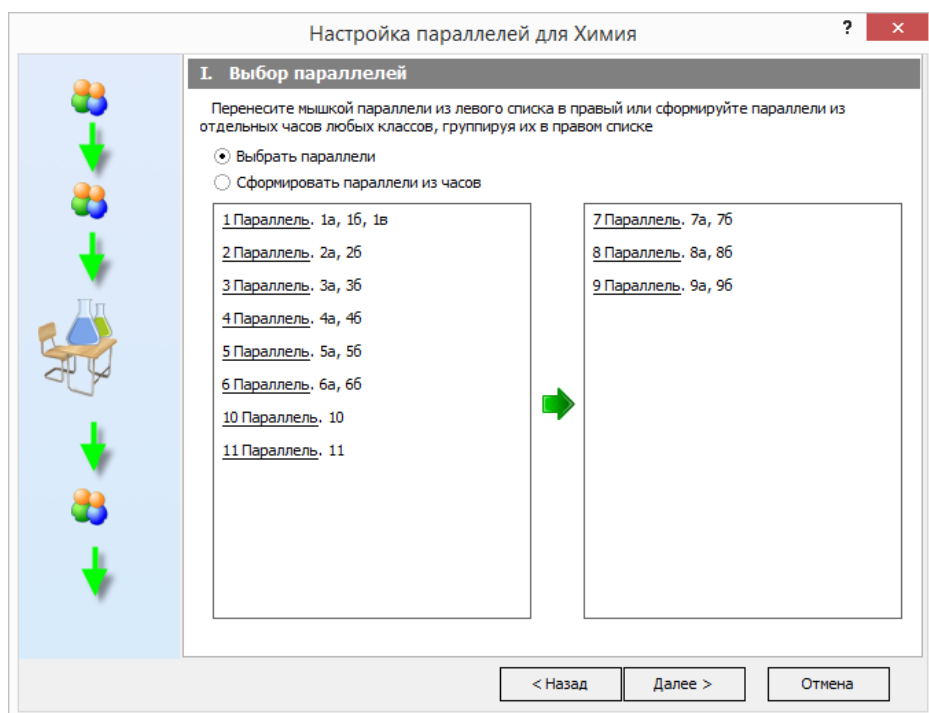 Настройка параллелей для Химия
?
×
I. Выбор параллелей
Перенесите мышкой параллели из левого списка в правый или сформируйте параллели из
отдельных часов любых классов, группируя их в правом списке
Выбрать параллели
Сформировать параллели из часов
1 Параллель. 1а, 1б, 1в
2 Параллель. 2а, 2б
3 Параллель. 3а, 3б
4 Параллель. 4а, 4б
5 Параллель. 5а, 5б
6 Параллель. 6а, 6б
10 Параллель. 10
11 Параллель. 11
7 Параллель. 7а, 7б
8 Параллель. 8а, 8б
9 Параллель. 9а, 9б
< Назад
Далее >
Отмена